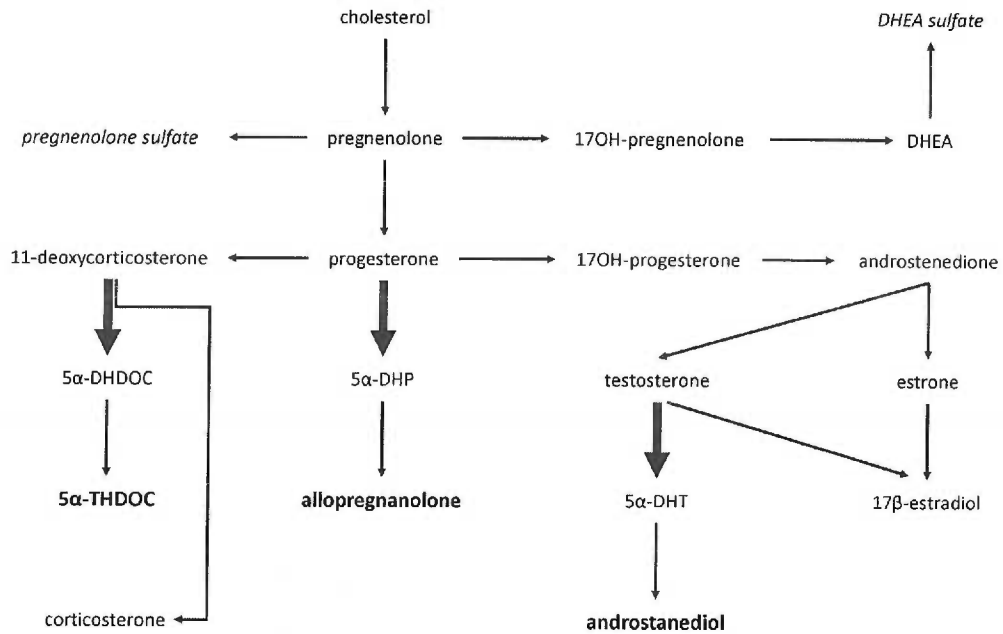 cholesterol
DHEA sulfate
pregnenolone sulfate
pregnenolone
17OH-pregnenolone
DHEA
11-deoxycorticosterone
progesterone
17OH-progesterone
androstenedione
5α-DHDOC
5α-DHP
testosterone
estrone
5α-THDOC
allopregnanolone
5α-DHT
17β-estradiol
corticosterone
androstanediol